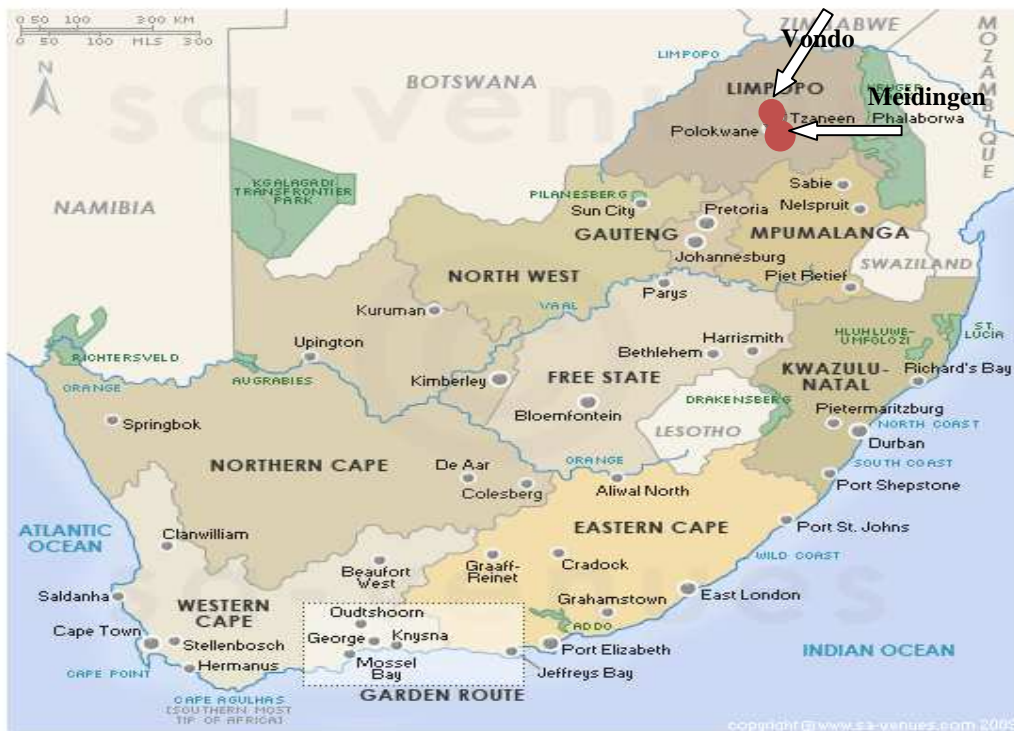 0 50 100 300 KM
0 50 100 MLS 300
N
ZIMBABWE
Vondo
LIMPOPO
MOZAMBIQUE
BOTSWANA
LIMPOPO
KRUGER
Meidingen
Tzaneen
Phalaborwa
Polokwane
sa-venues
KGALAGADI
TRANSFRONTIER
PARK
NAMIBIA
PILANESBERG
Sun City
Sabie
Nelspruit
Pretoria
GAUTENG
MPUMALANGA
Johannesburg
SWAZILAND
NORTH WEST
Piet Retief
Parys
VAAL
Kuruman
Upington
Harrismith
HLUHLUWE-
UMFOLOZI
ST.
LUCIA
RICHTERSVELD
Bethlehem
AUGRABIES
Kimberley
FREE STATE
KWAZULU-
NATAL
Richard's Bay
ORANGE
Bloemfontein
DRAKENSBERG
Springbok
Pietermaritzburg
NORTH COAST
LESOTHO
Durban
NORTHERN CAPE
De Aar
ORANGE
SOUTH COAST
Colesberg
Aliwal North
Port Shepstone
ATLANTIC
OCEAN
Clanwilliam
EASTERN CAPE
Port St. Johns
Beaufort
West
Graaff-
Reinet
Cradock
WILD COAST
sa-venues
Saldanha
WESTERN
CAPE
Oudtshoorn
Grahamstown
East London
Cape Town
Stellenbosch
George
Knysna
ADDO
Port Elizabeth
INDIAN OCEAN
CAPE POINT
Hermanus
Mossel
Bay
Jeffreys Bay
CAPE AGULHAS
[SOUTHERN MOST
TIP OF AFRICA]
GARDEN ROUTE
copyright@www.sa-venues.com 2009